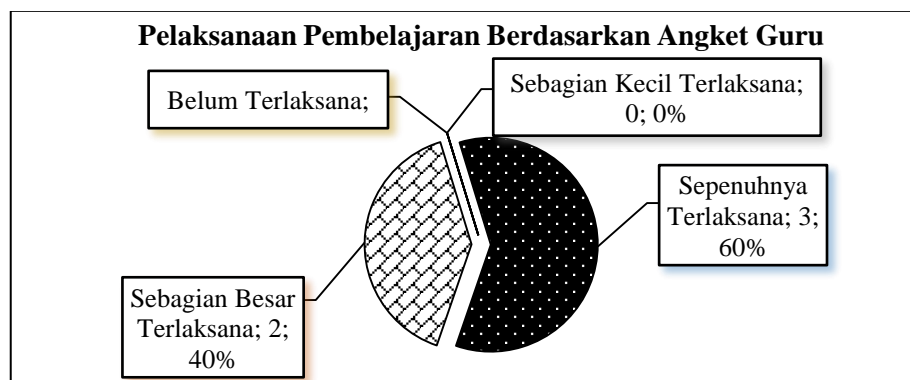 Pelaksanaan Pembelajaran Berdasarkan Angket Guru
Belum Terlaksana;
Sebagian Kecil Terlaksana;
0; 0%
Sepenuhnya
Terlaksana; 3;
60%
Sebagian Besar
Terlaksana; 2;
40%